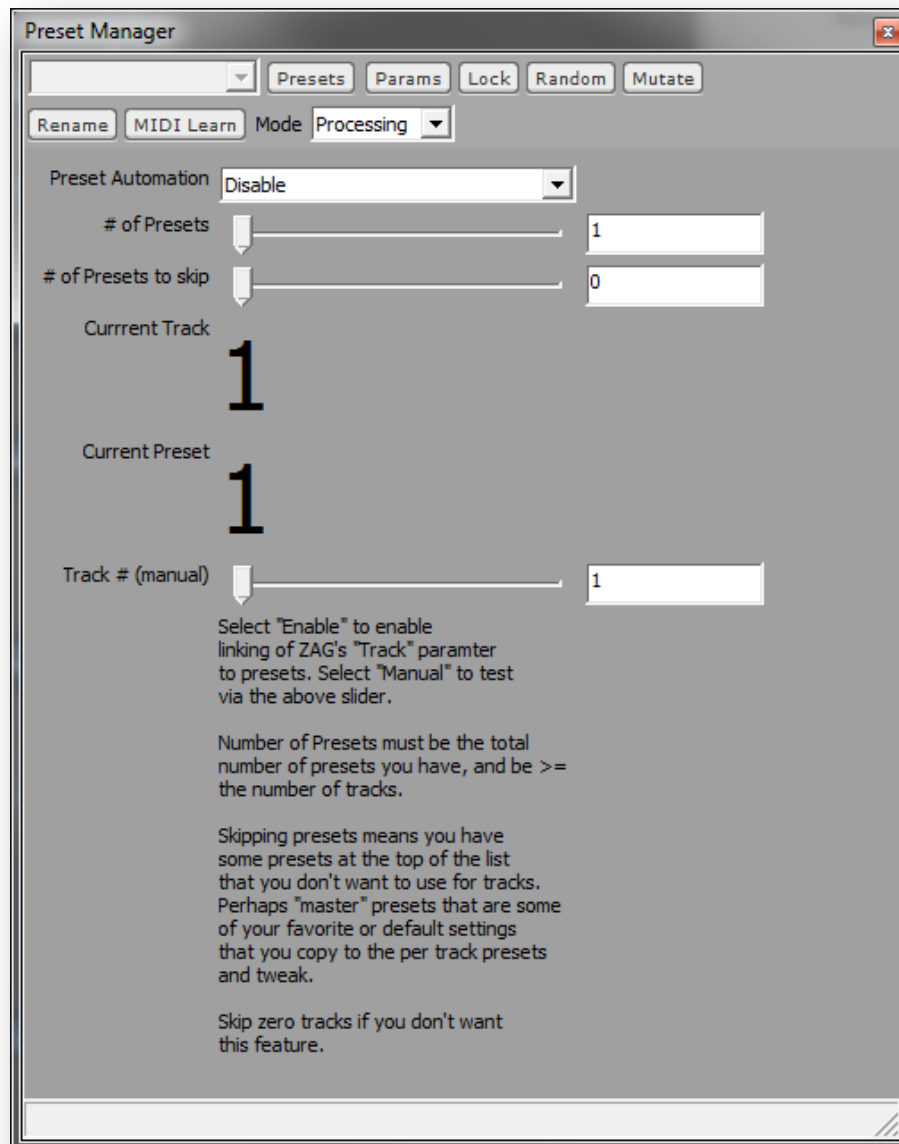 Preset Manager
Presets Params Lock Random Mutate
Rename MIDI Learn Mode Processing
Preset Automation Disable
# of Presets 1
# of Presets to skip 0
Currrent Track
1
Current Preset
1
Track # (manual) 1
Select "Enable" to enable
linking of ZAG's "Track" paramter
to presets. Select "Manual" to test
via the above slider.
Number of Presets must be the total
number of presets you have, and be >=
the number of tracks.
Skipping presets means you have
some presets at the top of the list
that you don't want to use for tracks.
Perhaps "master" presets that are some
of your favorite or default settings
that you copy to the per track presets
and tweak.
Skip zero tracks if you don't want
this feature.